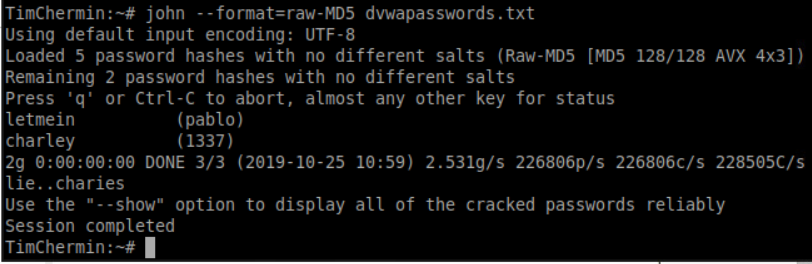 TimChermin:~# john --format=raw-MD5 dvwapasswords.txt
Using default input encoding: UTF-8
Loaded 5 password hashes with no different salts (Raw-MD5 [MD5 128/128 AVX 4x3])
Remaining 2 password hashes with no different salts
Press 'q' or Ctrl-C to abort, almost any other key for status
letmein          (pablo)
charley          (1337)
2g 0:00:00:00 DONE 3/3 (2019-10-25 10:59) 2.531g/s 226806p/s 226806c/s 228505C/s
lie..charies
Use the "--show" option to display all of the cracked passwords reliably
Session completed
TimChermin:~#